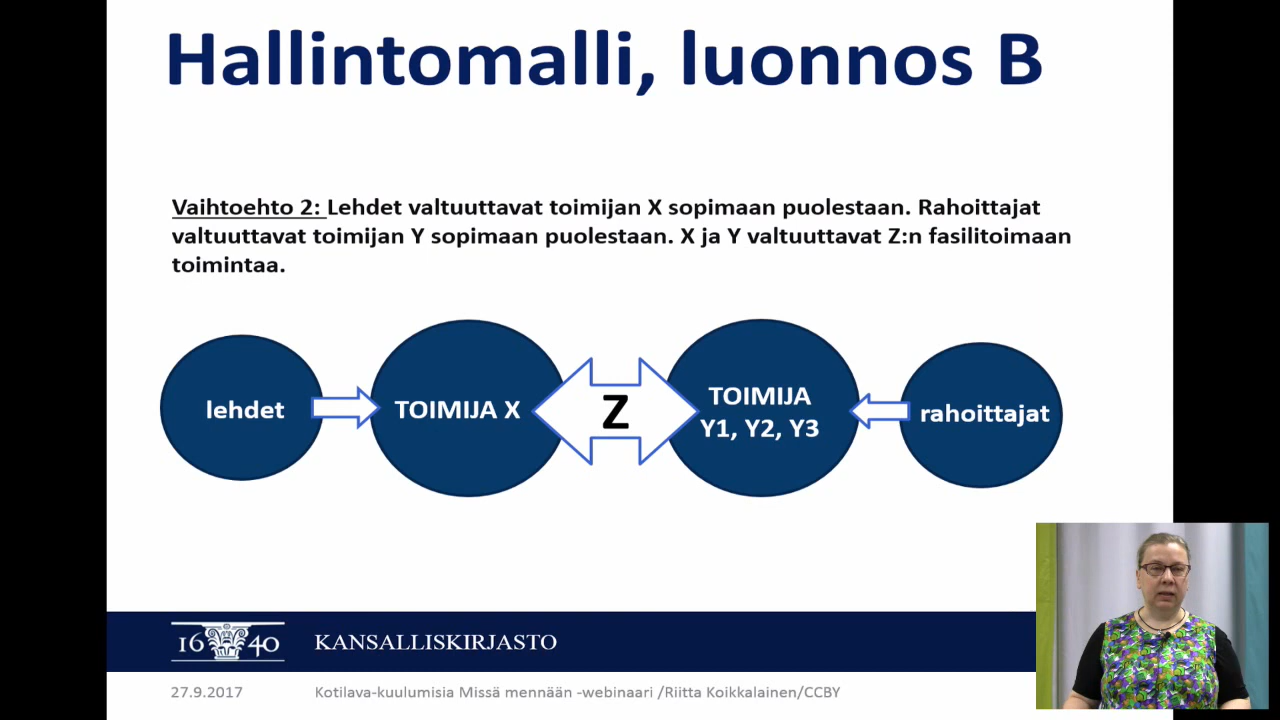 Hallintomalli, luonnos B
Vaihtoehto 2: Lehdet valtuuttavat toimijan X sopimaan puolestaan. Rahoittajat
valtuuttavat toimijan Y sopimaan puolestaan. X ja Y valtuuttavat Z:n fasilitoimaan
toimintaa.
lehdet
TOIMIJA X
Z
TOIMIJA
Y1, Y2, Y3
rahoittajat
1640
KANSALLISKIRJASTO
27.9.2017
Kotilava-kuulumisia Missä mennään -webinaari /Riitta Koikkalainen/CCBY